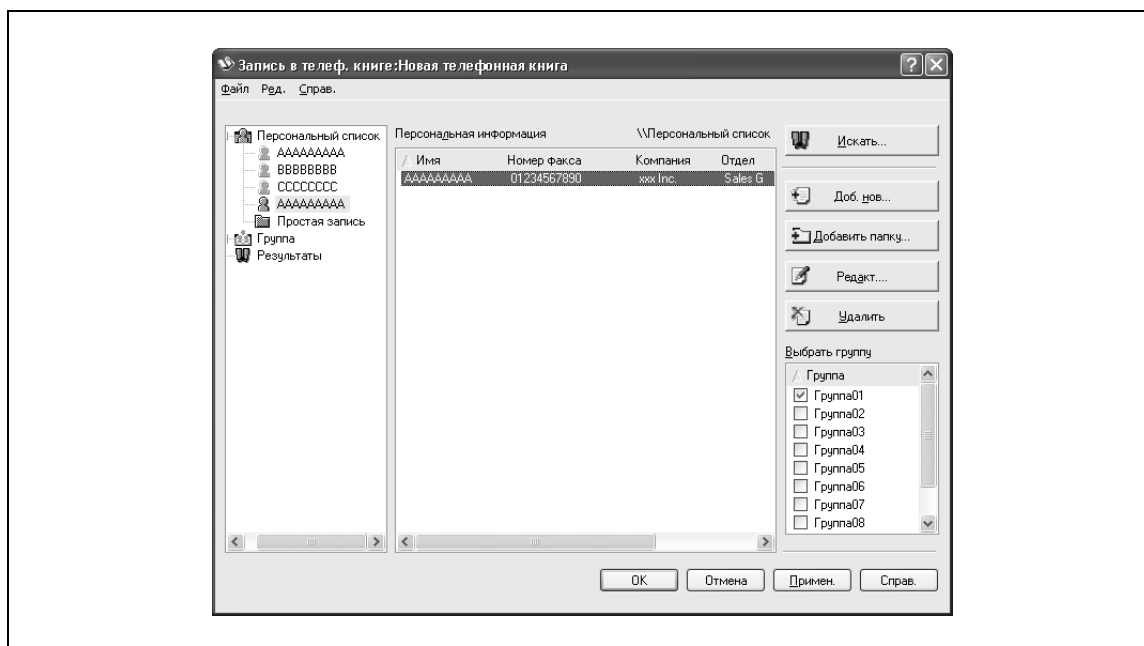 Запись в телеф. книге:Новая телефонная книга
Файл Ред. Справ.
Персональный список
AAAAAAAAA
BBBBBBBB
CCCCCCCC
AAAAAAAAA
Простая запись
Группа
Результаты
Персональная информация \\Персональный список
Имя Номер факса Компания Отдел
AAAAAAAAA 01234567890 xxx Inc. Sales G
Искать...
Доб. нов...
Добавить папку...
Редакт....
Удалить
Выбрать группу
Группа
Группа01
Группа02
Группа03
Группа04
Группа05
Группа06
Группа07
Группа08
OK Отмена Примен. Справ.